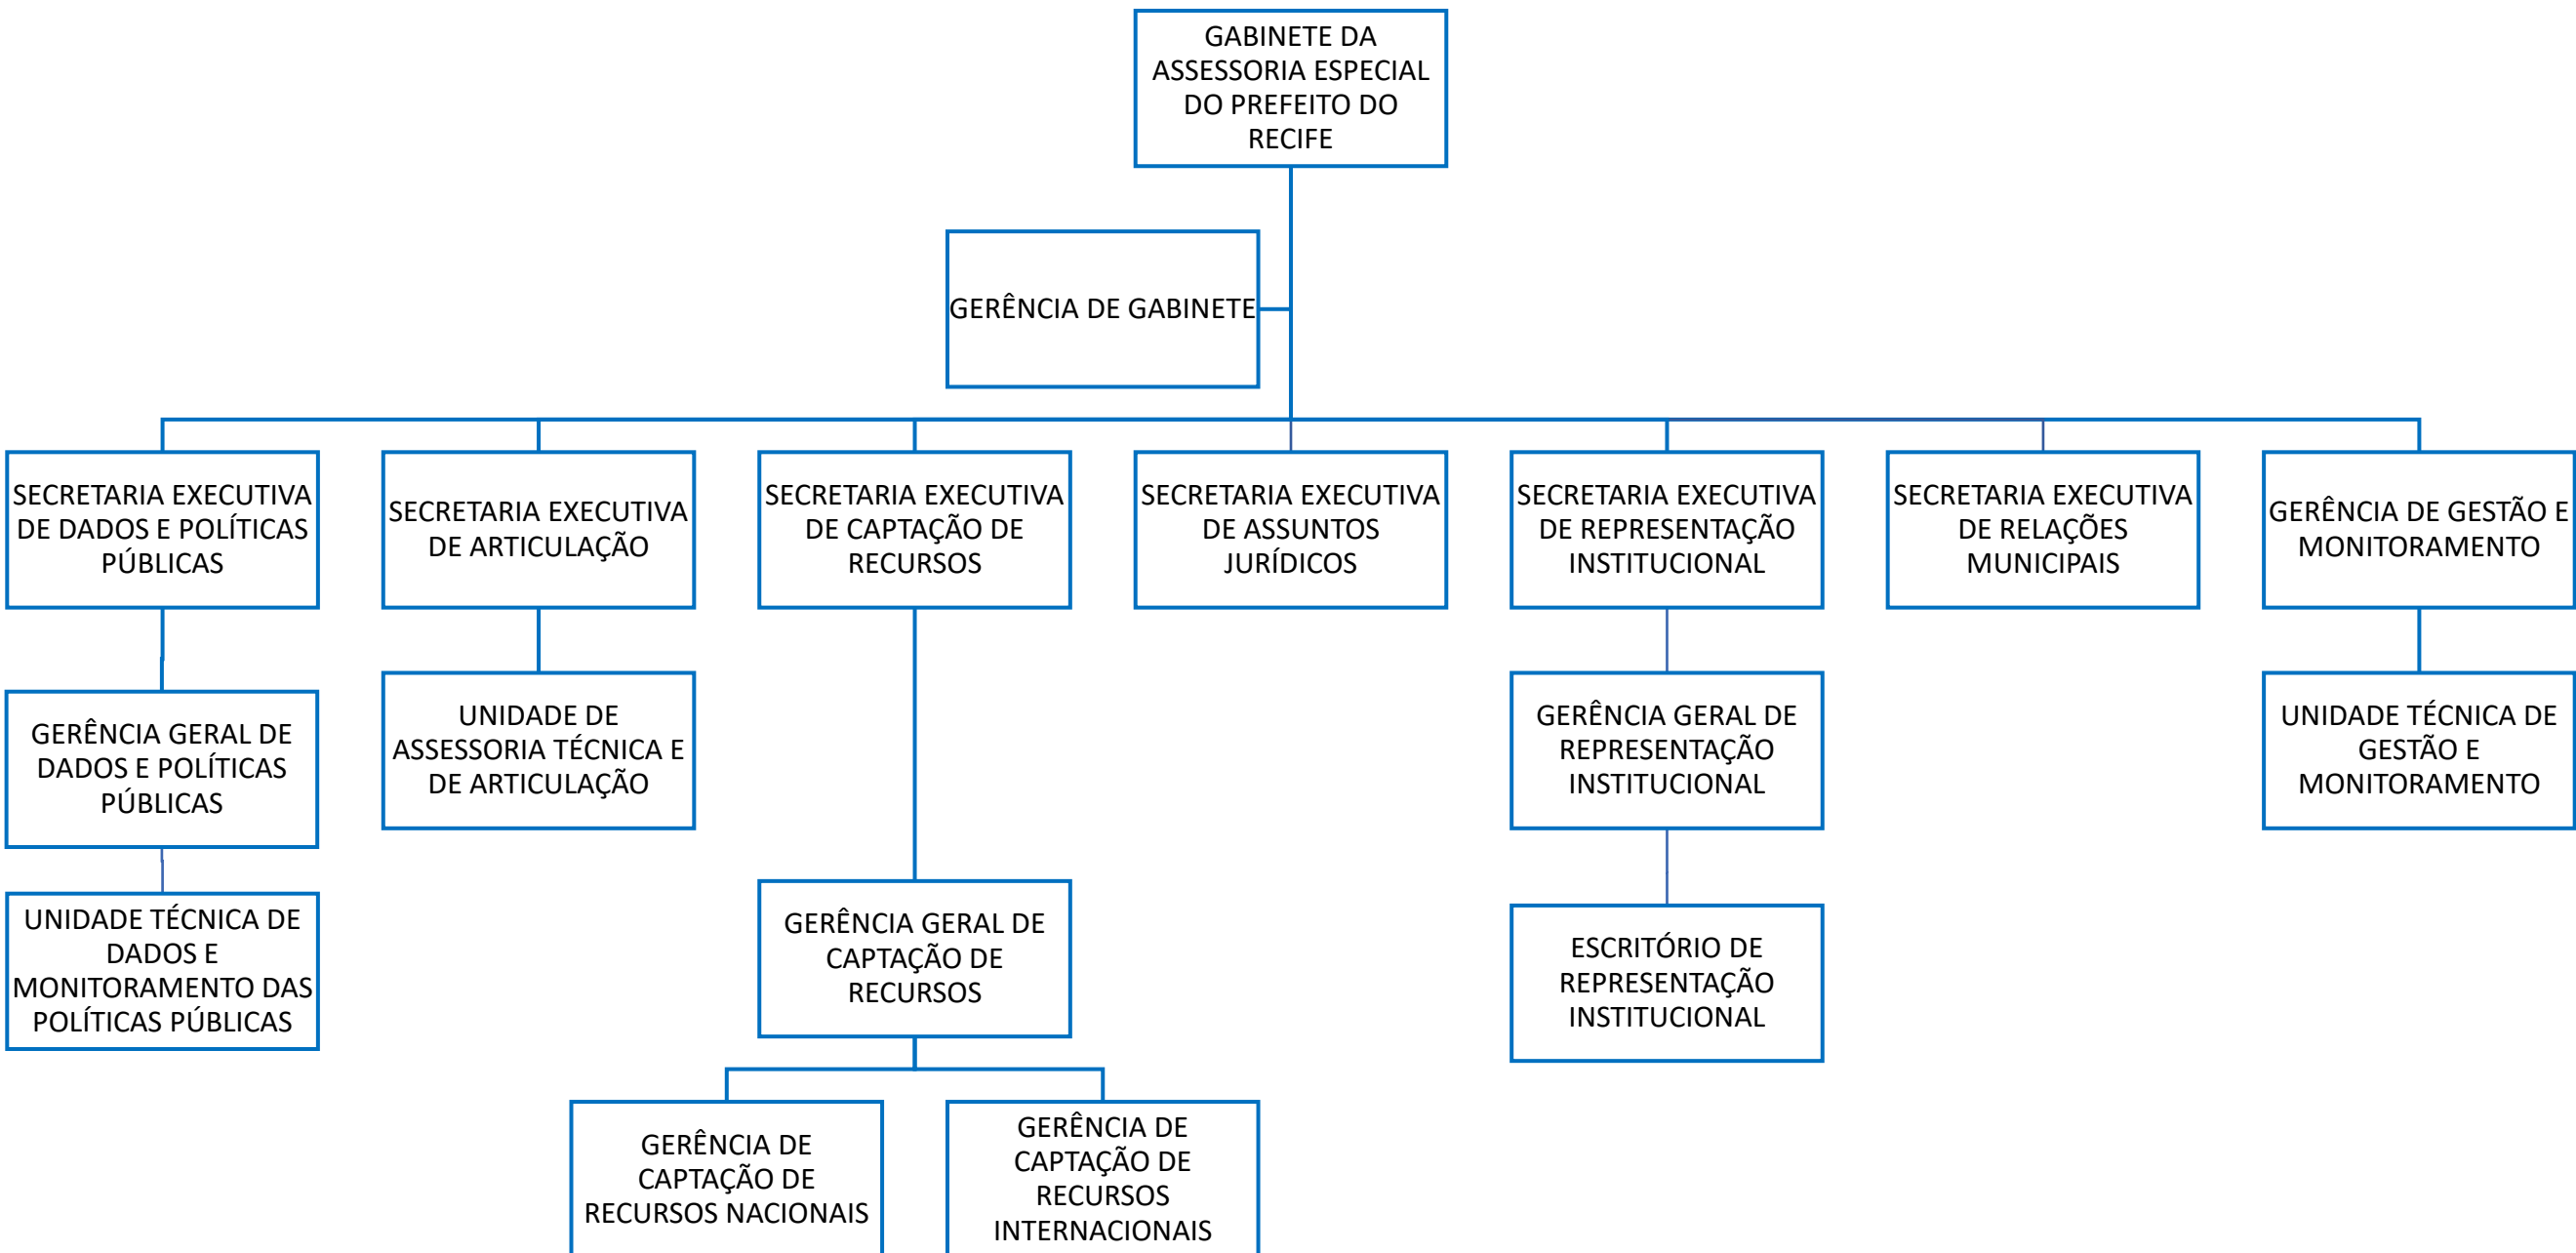 GABINETE DA
ASSESSORIA ESPECIAL
DO PREFEITO DO
RECIFE
GERÊNCIA DE GABINETE
SECRETARIA EXECUTIVA
DE DADOS E POLÍTICAS
PÚBLICAS
SECRETARIA EXECUTIVA
DE ARTICULAÇÃO
SECRETARIA EXECUTIVA
DE CAPTAÇÃO DE
RECURSOS
SECRETARIA EXECUTIVA
DE ASSUNTOS
JURÍDICOS
SECRETARIA EXECUTIVA
DE REPRESENTAÇÃO
INSTITUCIONAL
SECRETARIA EXECUTIVA
DE RELAÇÕES
MUNICIPAIS
GERÊNCIA DE GESTÃO E
MONITORAMENTO
GERÊNCIA GERAL DE
DADOS E POLÍTICAS
PÚBLICAS
UNIDADE DE
ASSESSORIA TÉCNICA E
DE ARTICULAÇÃO
GERÊNCIA GERAL DE
REPRESENTAÇÃO
INSTITUCIONAL
UNIDADE TÉCNICA DE
GESTÃO E
MONITORAMENTO
UNIDADE TÉCNICA DE
DADOS E
MONITORAMENTO DAS
POLÍTICAS PÚBLICAS
GERÊNCIA GERAL DE
CAPTAÇÃO DE
RECURSOS
ESCRITÓRIO DE
REPRESENTAÇÃO
INSTITUCIONAL
GERÊNCIA DE
CAPTAÇÃO DE
RECURSOS NACIONAIS
GERÊNCIA DE
CAPTAÇÃO DE
RECURSOS
INTERNACIONAIS